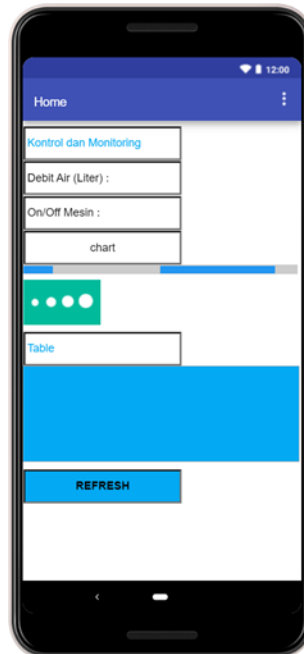 12:00
Home
Kontrol dan Monitoring
Debit Air (Liter) :
On/Off Mesin :
chart
Table
REFRESH